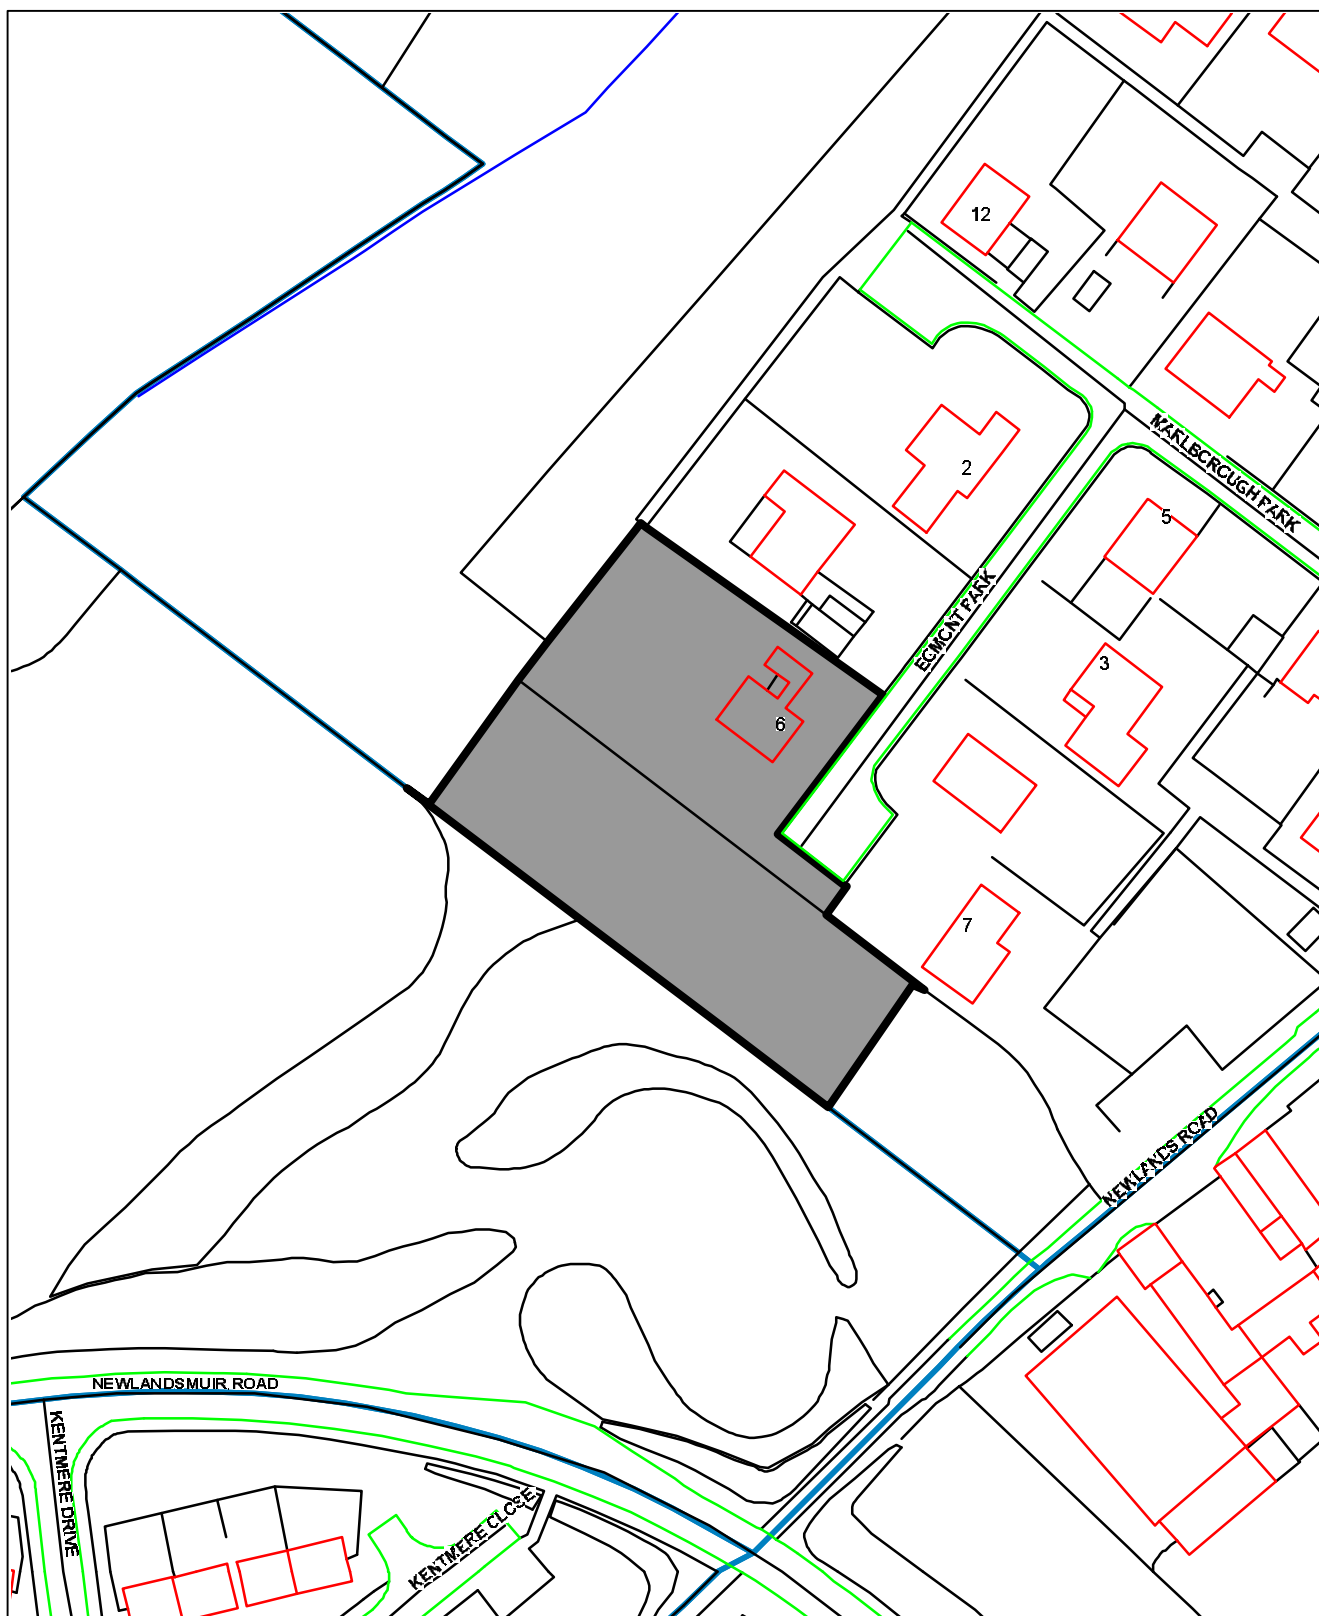 12
MARLBOROUGH PARK
2
5
EGMONT PARK
3
6
7
NEWLANDS ROAD
NEWLANDSMUIR ROAD
KENTMERE DRIVE
KENTMERE CLOSE